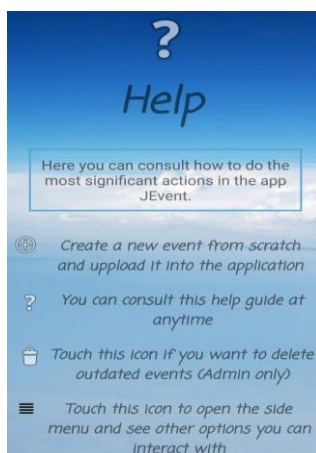 ?
Help
Here you can consult how to do the
most significant actions in the app
JEvent.
Create a new event from scratch
and uppload it into the application
? You can consult this help guide at
anytime
Touch this icon if you want to delete
outdated events (Admin only)
Touch this icon to open the side
menu and see other options you can
interact with